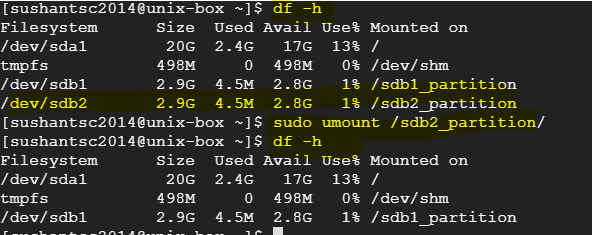 [sushantsc2014@unix-box ~]$ df -h
Filesystem Size Used Avail Use% Mounted on
/dev/sda1 20G 2.4G 17G 13% /
tmpfs 498M 0 498M 0% /dev/shm
/dev/sdb1 2.9G 4.5M 2.8G 1% /sdb1_partition
/dev/sdb2 2.9G 4.5M 2.8G 1% /sdb2_partition
[sushantsc2014@unix-box ~]$ sudo umount /sdb2_partition/
[sushantsc2014@unix-box ~]$ df -h
Filesystem Size Used Avail Use% Mounted on
/dev/sda1 20G 2.4G 17G 13% /
tmpfs 498M 0 498M 0% /dev/shm
/dev/sdb1 2.9G 4.5M 2.8G 1% /sdb1_partition
[sushantsc2014@unix-box ~]$